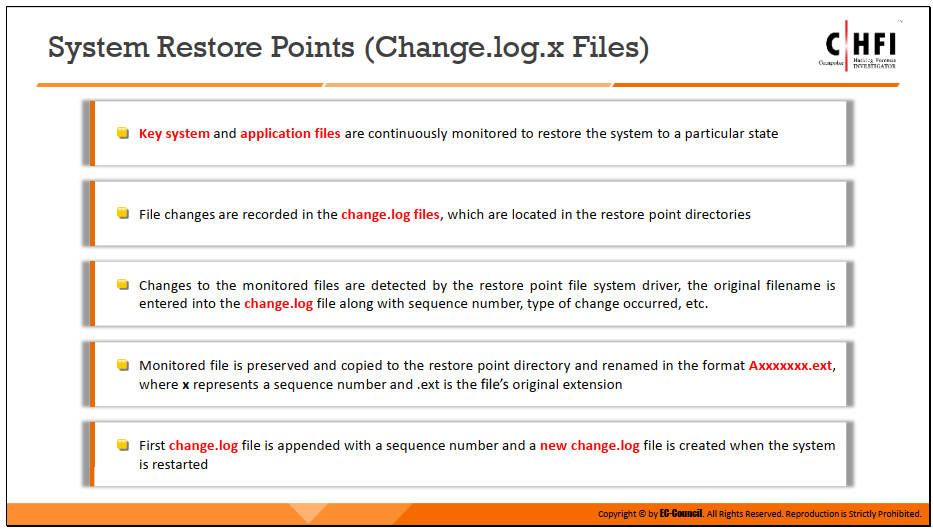 System Restore Points (Change.log.x Files)
CHFI
Computer Hacking Forensic
INVESTIGATOR
Key system and application files are continuously monitored to restore the system to a particular state
File changes are recorded in the change.log files, which are located in the restore point directories
Changes to the monitored files are detected by the restore point file system driver, the original filename is
entered into the change.log file along with sequence number, type of change occurred, etc.
Monitored file is preserved and copied to the restore point directory and renamed in the format Axxxxxxx.ext,
where x represents a sequence number and .ext is the file’s original extension
First change.log file is appended with a sequence number and a new change.log file is created when the system
is restarted
Copyright © by EC-Council. All Rights Reserved. Reproduction is Strictly Prohibited.